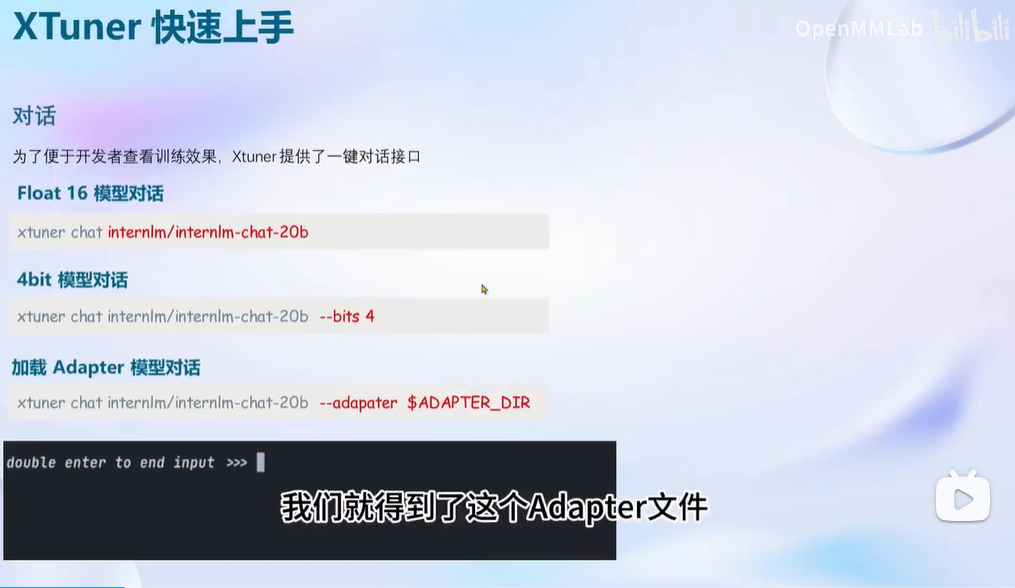 XTuner 快速上手
OpenMMLab bilibili
对话
为了便于开发者查看训练效果，Xtuner提供了一键对话接口
Float 16 模型对话
xtuner chat internlm/internlm-chat-20b
4bit 模型对话
xtuner chat internlm/internlm-chat-20b --bits 4
加载 Adapter 模型对话
xtuner chat internlm/internlm-chat-20b --adapater $ADAPTER_DIR
double enter to end input >>>
我们就得到了这个Adapter文件